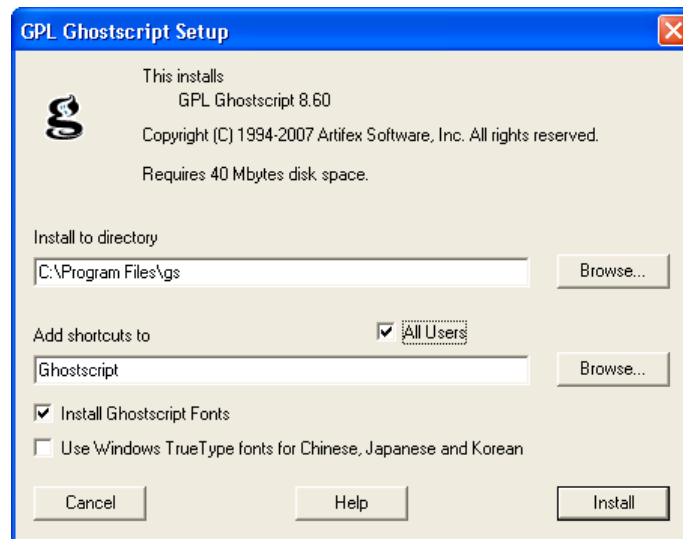 GPL Ghostscript Setup
This installs
GPL Ghostscript 8.60
Copyright (C) 1994-2007 Artifex Software, Inc. All rights reserved.
Requires 40 Mbytes disk space.
Install to directory
C:\Program Files\gs
Browse...
Add shortcuts to
All Users
Ghostscript
Browse...
Install Ghostscript Fonts
Use Windows TrueType fonts for Chinese, Japanese and Korean
Cancel
Help
Install